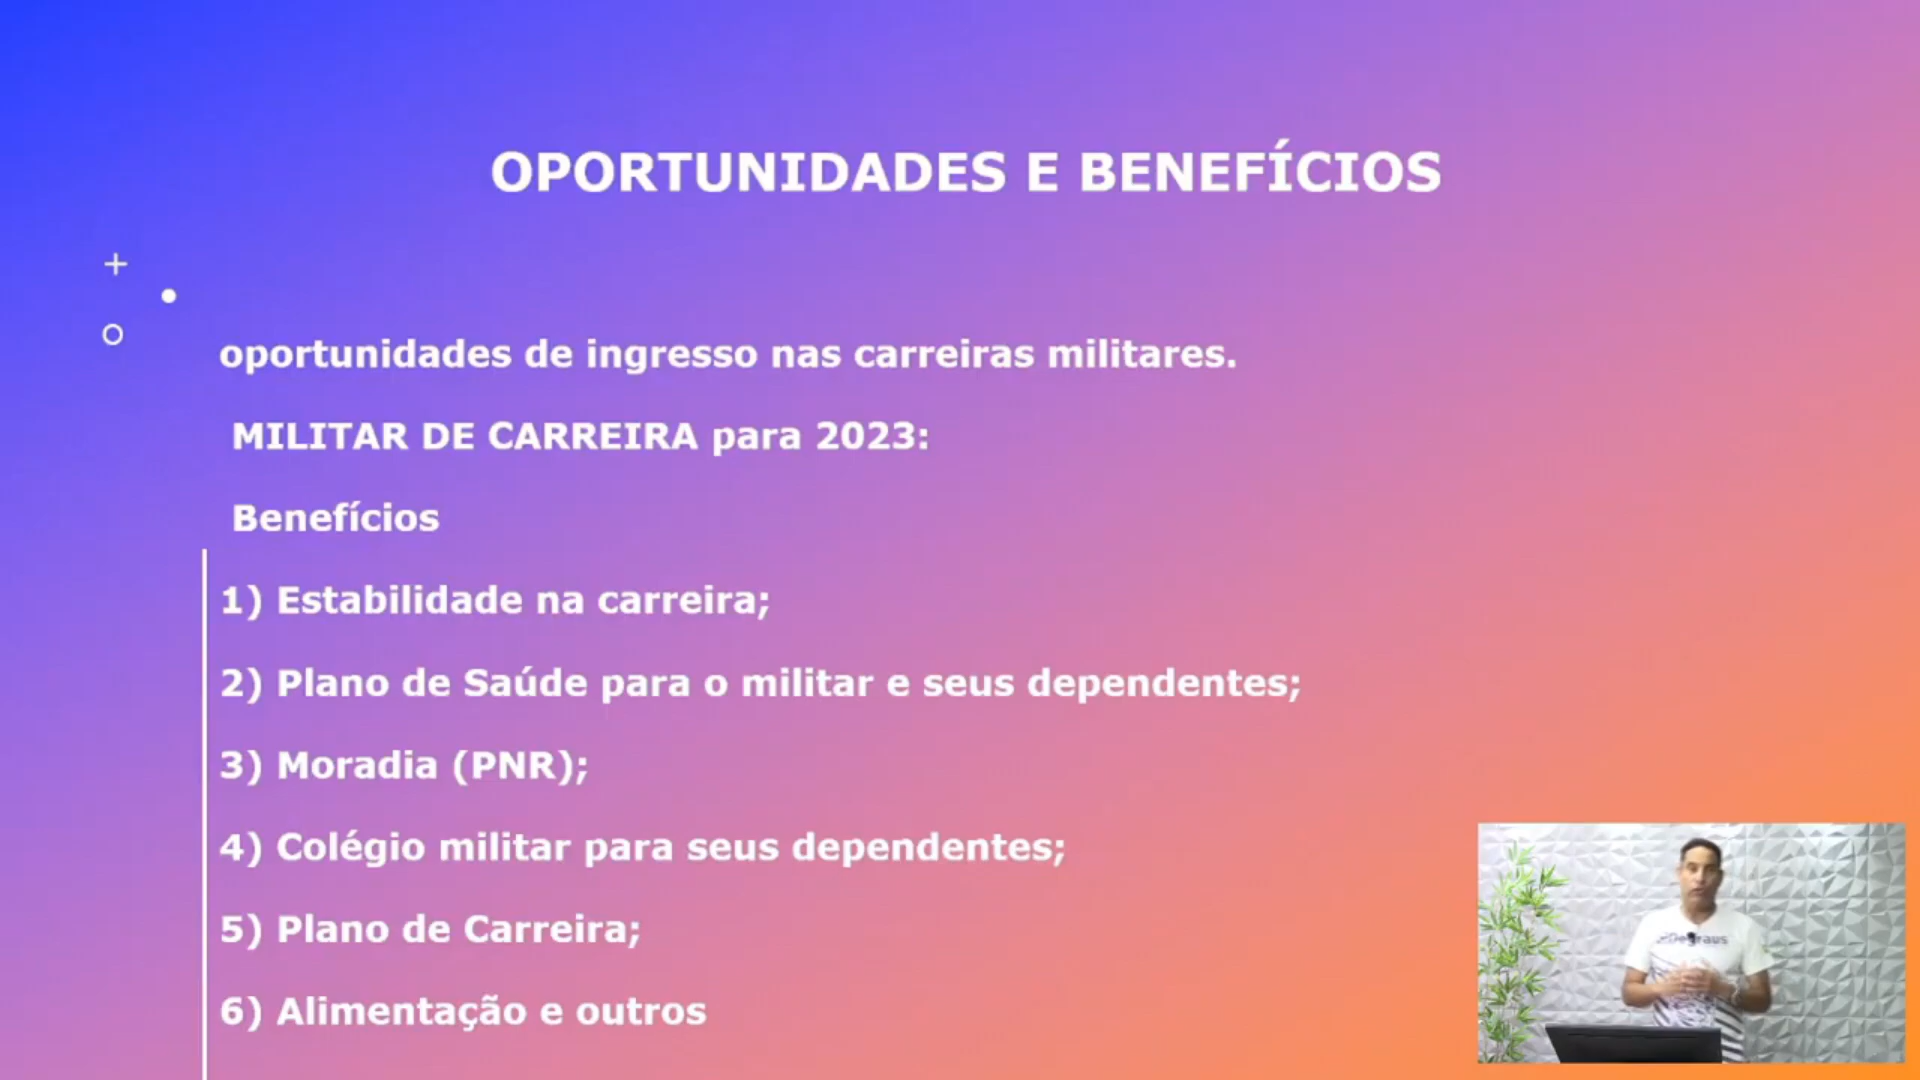 OPORTUNIDADES E BENEFÍCIOS
oportunidades de ingresso nas carreiras militares.
MILITAR DE CARREIRA para 2023:
Benefícios
1) Estabilidade na carreira;
2) Plano de Saúde para o militar e seus dependentes;
3) Moradia (PNR);
4) Colégio militar para seus dependentes;
5) Plano de Carreira;
6) Alimentação e outros
Degraus